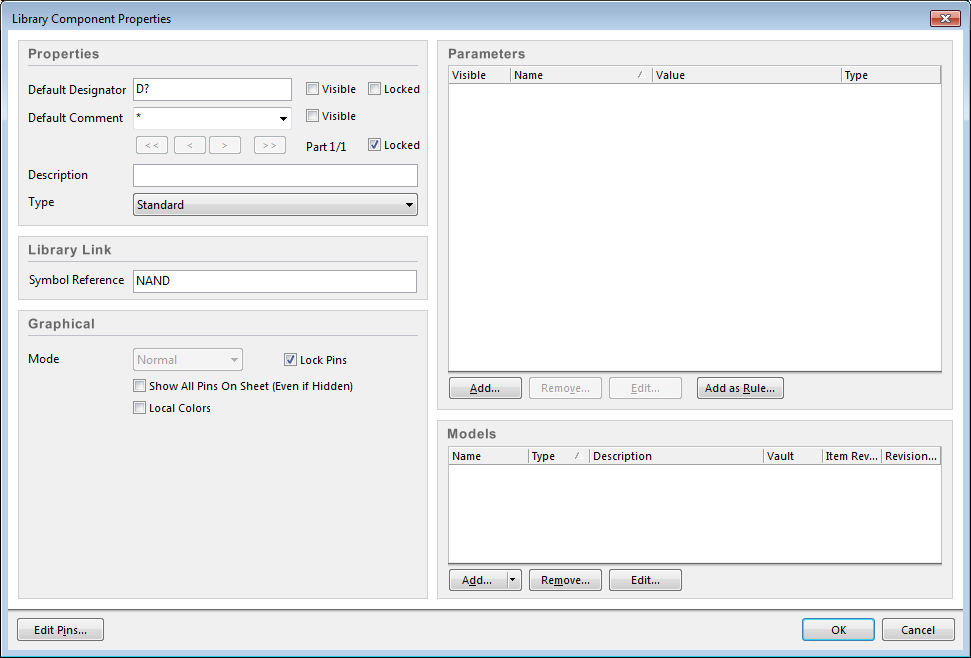 Library Component Properties
Properties
Default Designator D? Visible Locked
Default Comment * Visible
<< < > >> Part 1/1 Locked
Description
Type Standard
Library Link
Symbol Reference NAND
Graphical
Mode Normal Lock Pins
Show All Pins On Sheet (Even if Hidden)
Local Colors
Parameters
Visible Name Value Type
Add... Remove... Edit... Add as Rule...
Models
Name Type Description Vault Item Rev... Revision...
Add... Remove... Edit...
Edit Pins... OK Cancel